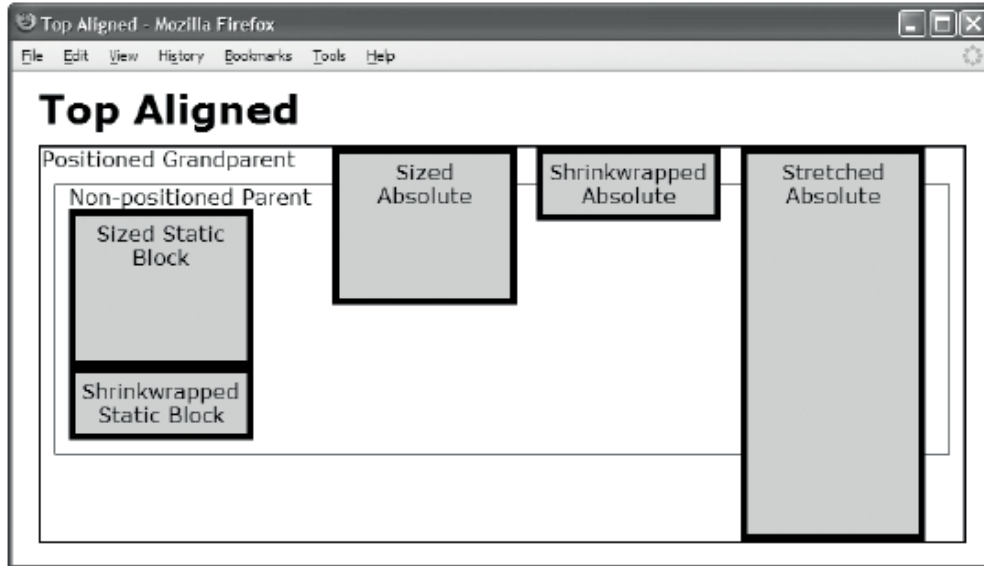 Top Aligned - Mozilla Firefox
File Edit View History Bookmarks Tools Help
Top Aligned
Positioned Grandparent
Non-positioned Parent
Sized Static
Block
Shrinkwrapped
Static Block
Sized
Absolute
Shrinkwrapped
Absolute
Stretched
Absolute